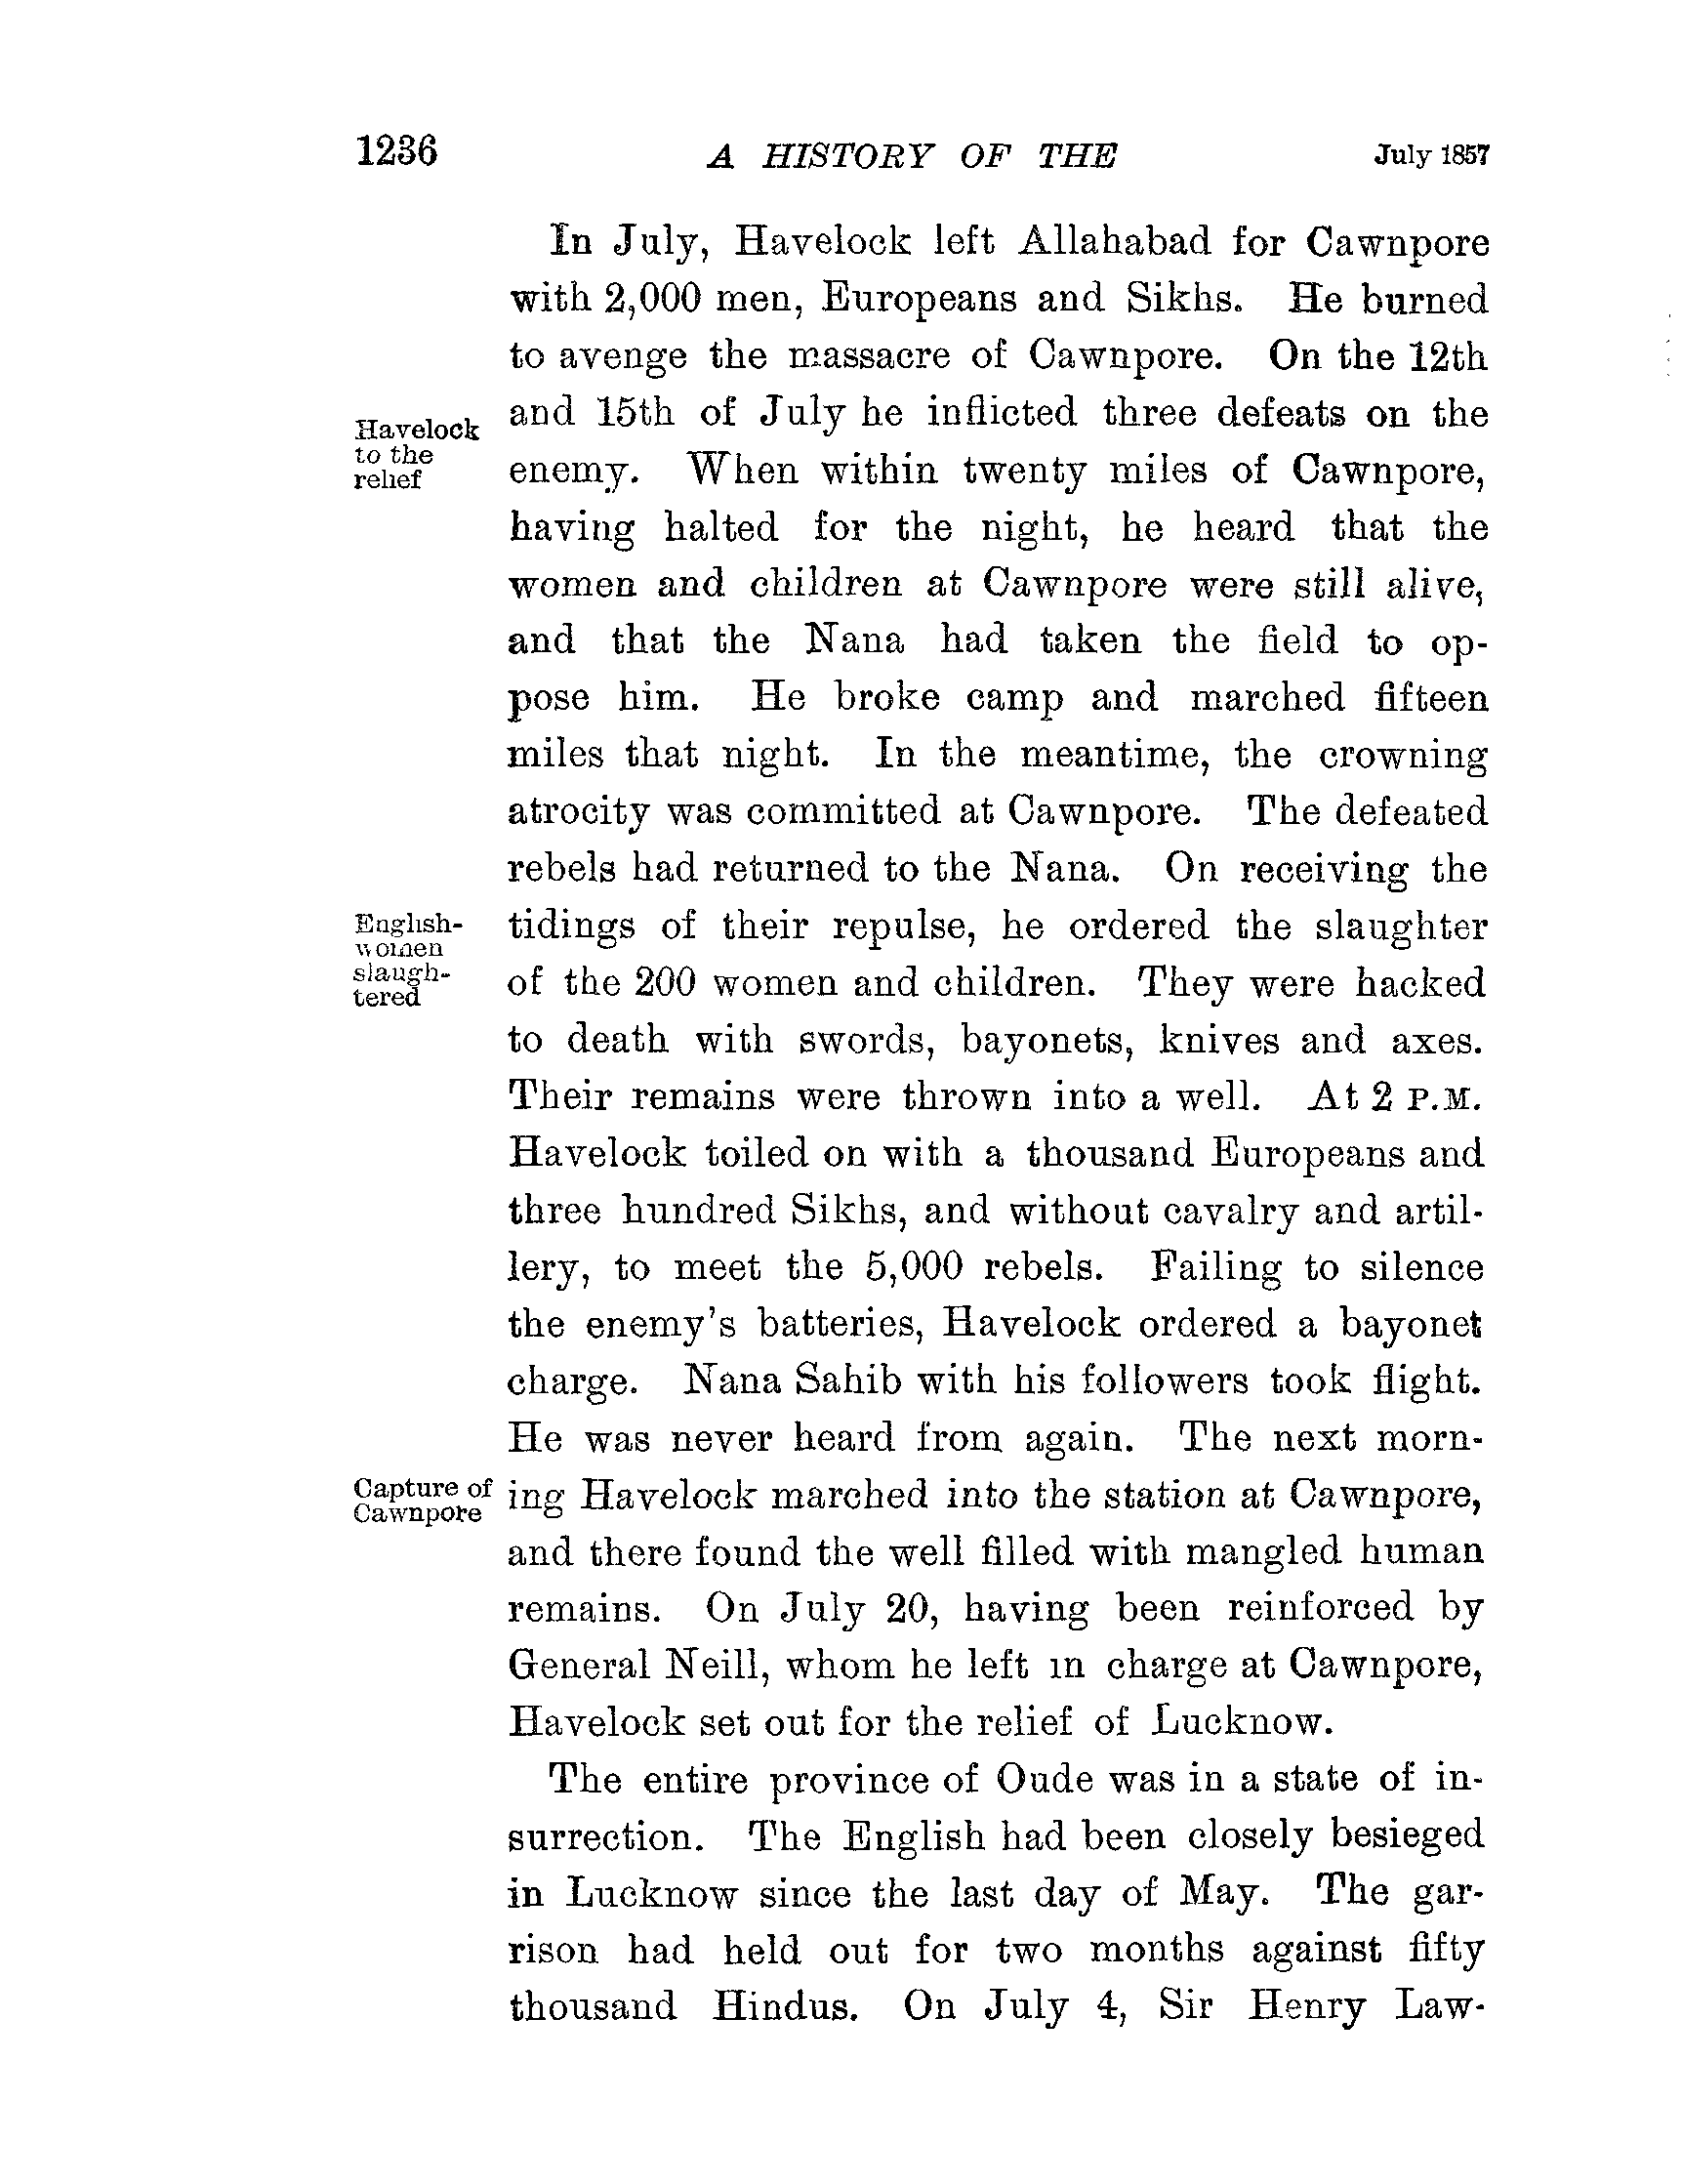 1236 A HISTORY OF THE July 1857
In July, Havelock left Allahabad for Cawnpore
with 2,000 men, Europeans and Sikhs. He burned
to avenge the massacre of Cawnpore. On the 12th
and 15th of July he inflicted three defeats on the
Havelock
to the
relief
enemy. When within twenty miles of Cawnpore,
having halted for the night, he heard that the
women and children at Cawnpore were still alive,
and that the Nana had taken the field to op-
pose him. He broke camp and marched fifteen
miles that night. In the meantime, the crowning
atrocity was committed at Cawnpore. The defeated
rebels had returned to the Nana. On receiving the
English-
women
slaugh-
tered
tidings of their repulse, he ordered the slaughter
of the 200 women and children. They were hacked
to death with swords, bayonets, knives and axes.
Their remains were thrown into a well. At 2 P.M.
Havelock toiled on with a thousand Europeans and
three hundred Sikhs, and without cavalry and artil-
lery, to meet the 5,000 rebels. Failing to silence
the enemy's batteries, Havelock ordered a bayonet
charge. Nana Sahib with his followers took flight.
He was never heard from again. The next morn-
Capture of
Cawnpore
ing Havelock marched into the station at Cawnpore,
and there found the well filled with mangled human
remains. On July 20, having been reinforced by
General Neill, whom he left in charge at Cawnpore,
Havelock set out for the relief of Lucknow.
The entire province of Oude was in a state of in-
surrection. The English had been closely besieged
in Lucknow since the last day of May. The gar-
rison had held out for two months against fifty
thousand Hindus. On July 4, Sir Henry Law-